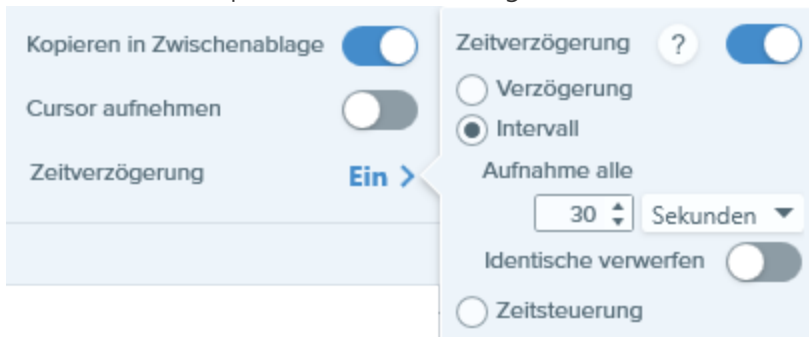 Kopieren in Zwischenablage
Cursor aufnehmen
Zeitverzögerung Ein >
Zeitverzögerung ?
Verzögerung
Intervall
Aufnahme alle
30 Sekunden
Identische verwerfen
Zeitsteuerung